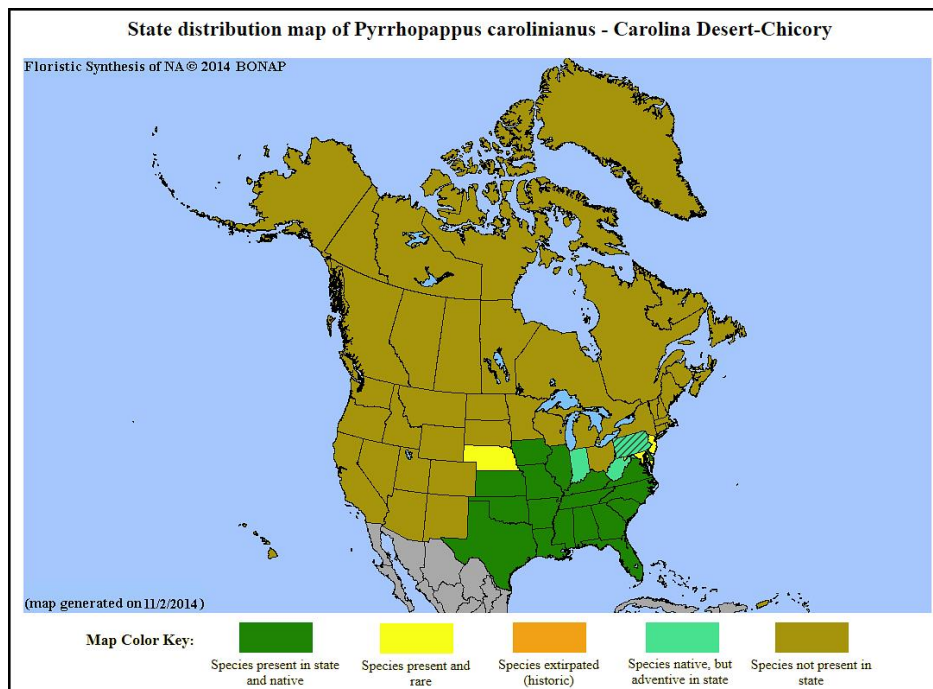 State distribution map of Pyrrhopappus carolinianus - Carolina Desert-Chicory
Floristic Synthesis of NA © 2014 BONAP
(map generated on 11/2/2014)
Map Color Key:
Species present in state
and native
Species present and
rare
Species extirpated
(historic)
Species native, but
adventive in state
Species not present in
state